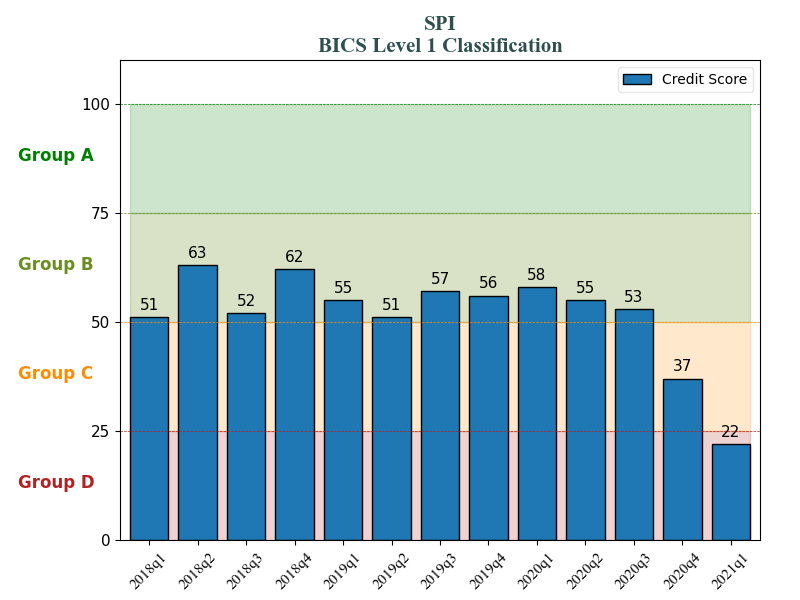 SPI
BICS Level 1 Classification
Credit Score
100
Group A
75
Group B
50
Group C
25
Group D
0
51
63
52
62
55
51
57
56
58
55
53
37
22
2018q1
2018q2
2018q3
2018q4
2019q1
2019q2
2019q3
2019q4
2020q1
2020q2
2020q3
2020q4
2021q1